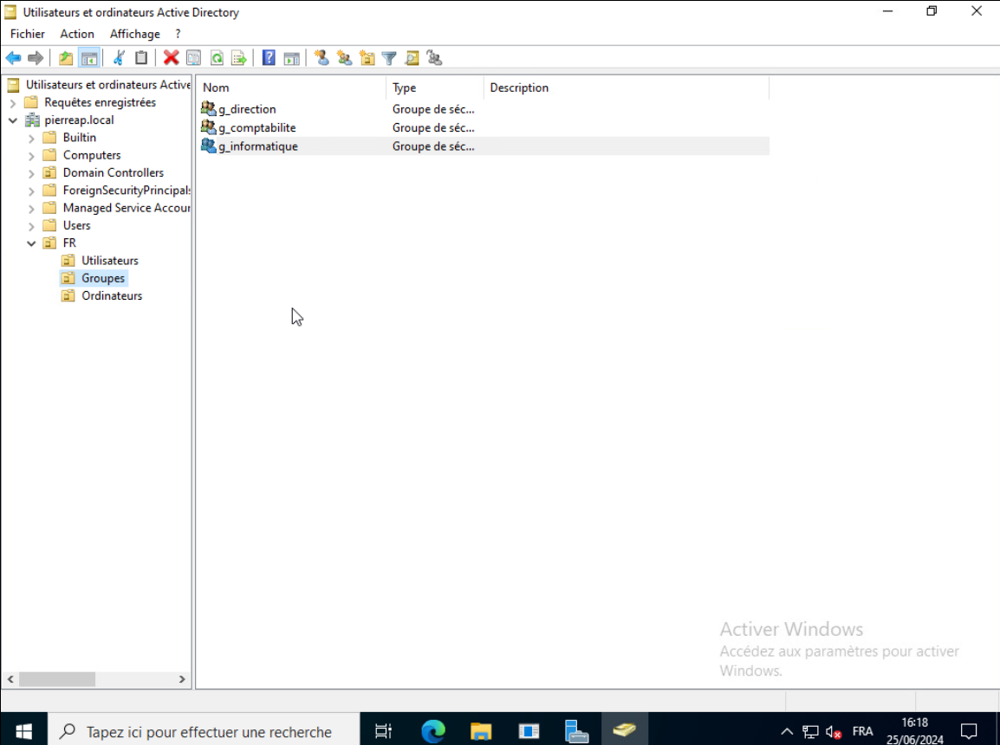 Utilisateurs et ordinateurs Active Directory
Fichier Action Affichage ?
Utilisateurs et ordinateurs Active
Requêtes enregistrées
pierreap.local
Builtin
Computers
Domain Controllers
ForeignSecurityPrincipals
Managed Service Accour
Users
FR
Utilisateurs
Groupes
Ordinateurs
Nom Type Description
g_direction Groupe de séc...
g_comptabilite Groupe de séc...
g_informatique Groupe de séc...
Activer Windows
Accédez aux paramètres pour activer
Windows.
Tapez ici pour effectuer une recherche
FRA
16:18
25/06/2024